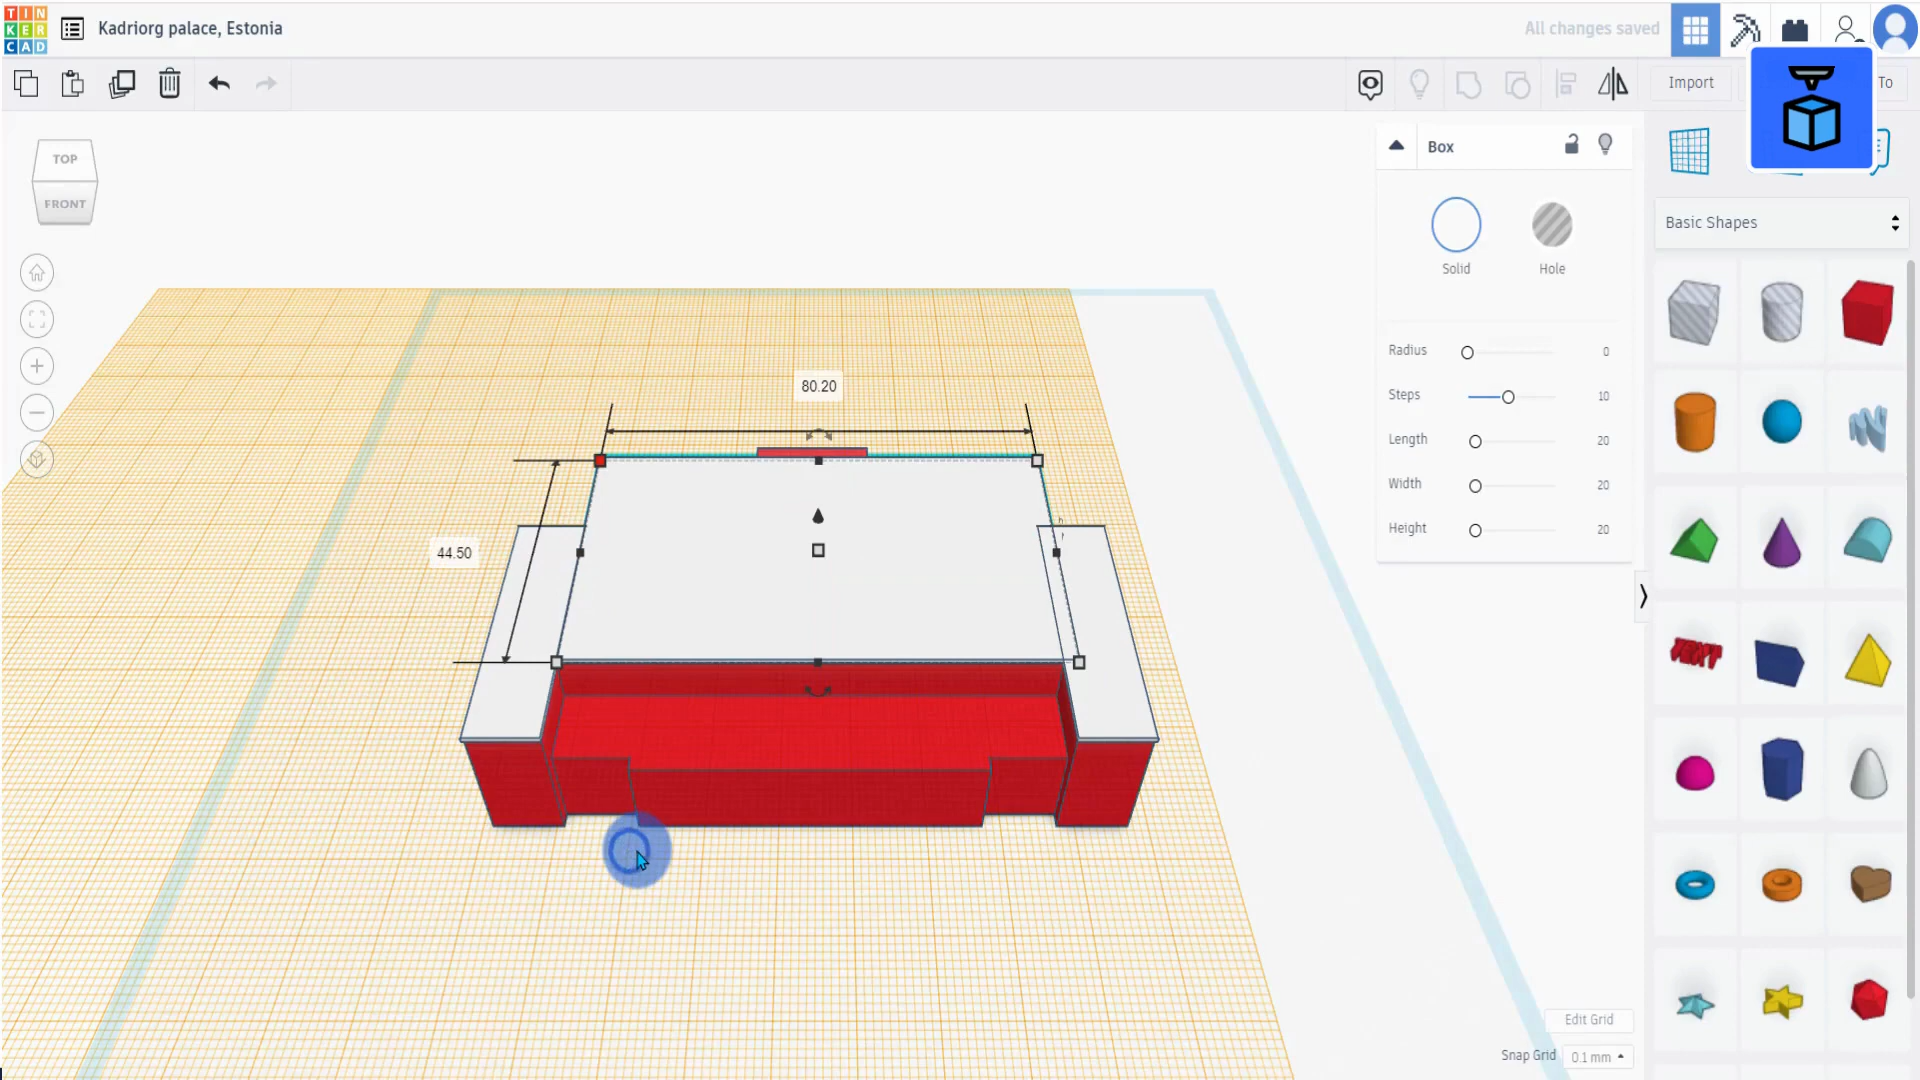 TIN
KER
CAD
Kadriorg palace, Estonia
All changes saved
Import
To
TOP
FRONT
Box
Solid
Hole
Radius 0
Steps 10
Length 20
Width 20
Height 20
Basic Shapes
80.20
44.50
TEXT
Edit Grid
Snap Grid 0.1 mm